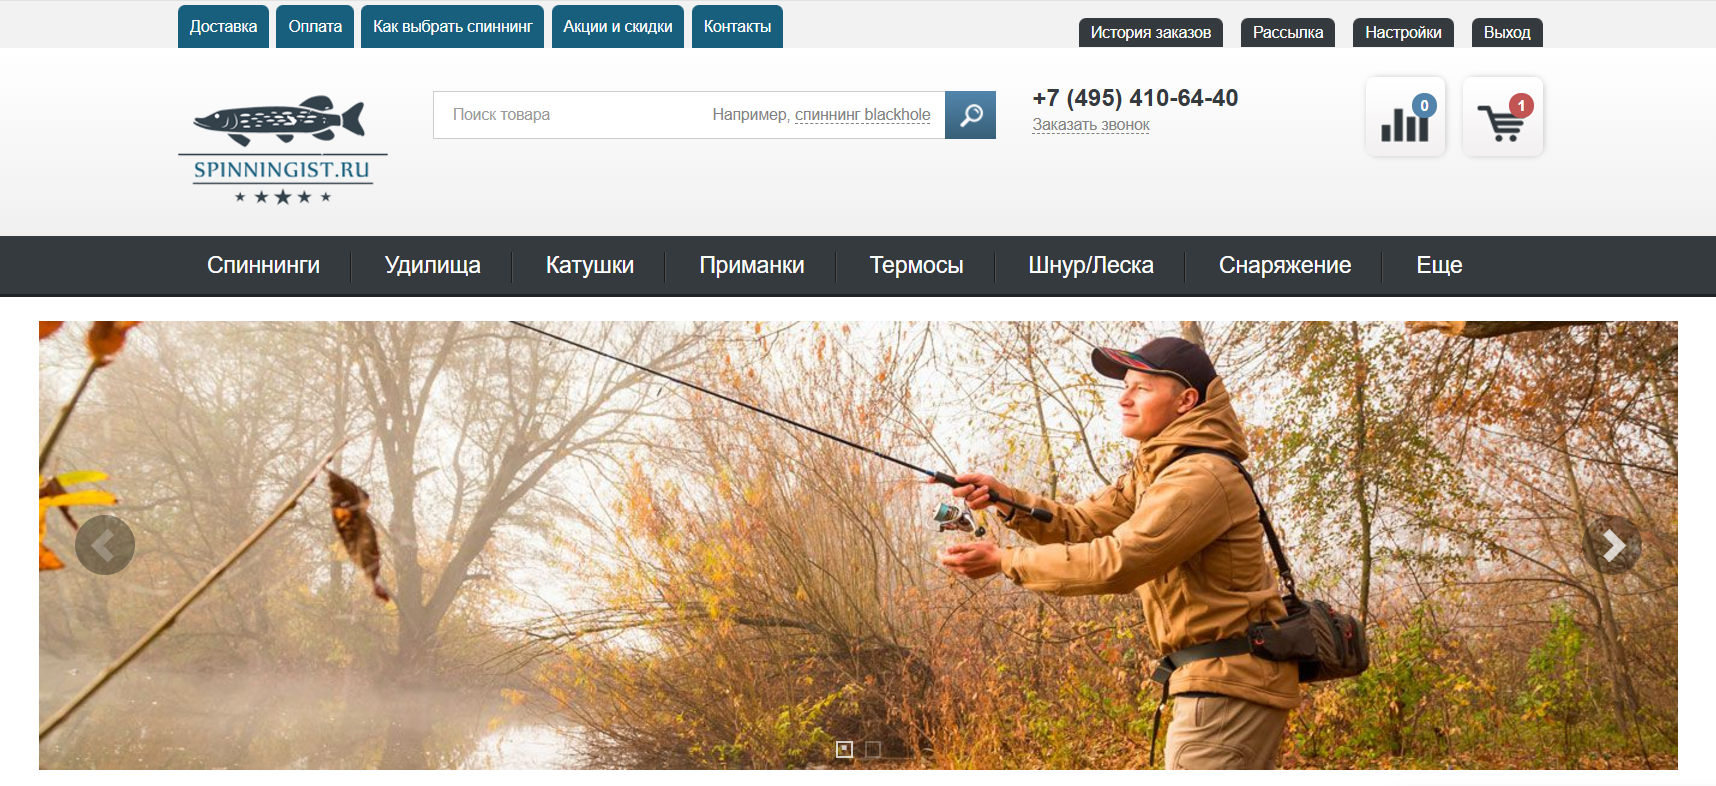 Доставка Оплата Как выбрать спиннинг Акции и скидки Контакты История заказов Рассылка Настройки Выход
Поиск товара Например, спиннинг blackhole
+7 (495) 410-64-40
Заказать звонок
0
1
SPINNINGIST.RU
Спиннинги Удилища Катушки Приманки Термосы Шнур/Леска Снаряжение Еще